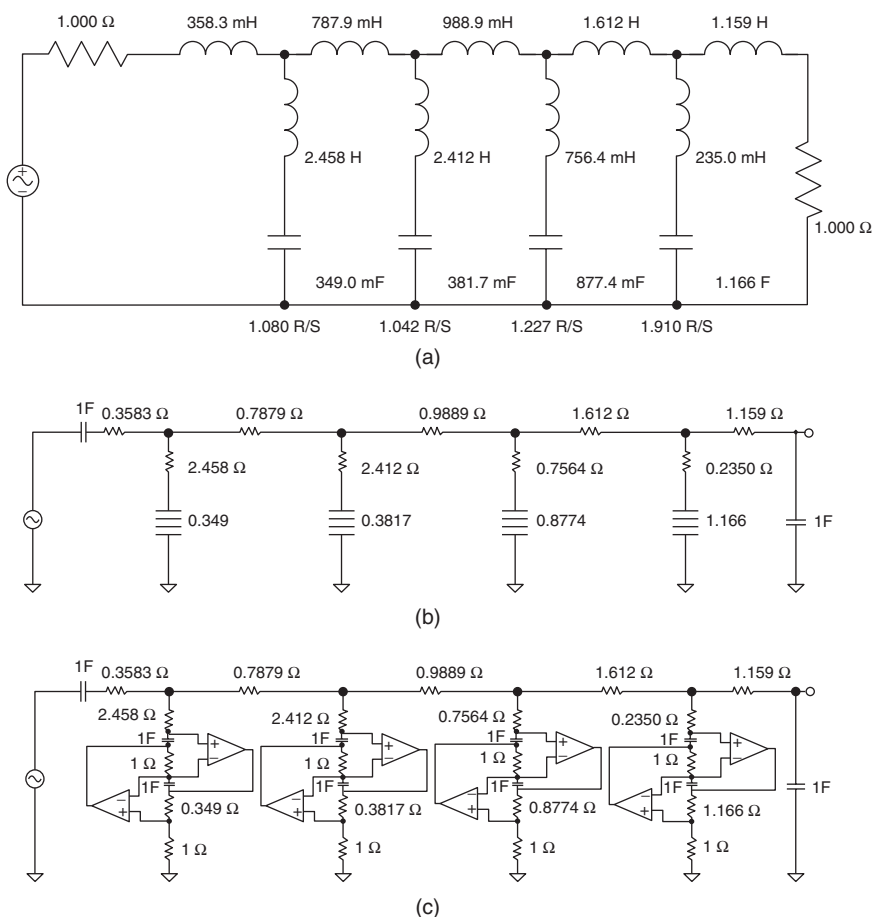 1.000 Ω 358.3 mH 787.9 mH 988.9 mH 1.612 H 1.159 H
+
−
2.458 H 2.412 H 756.4 mH 235.0 mH
1.000 Ω
349.0 mF 381.7 mF 877.4 mF 1.166 F
1.080 R/S 1.042 R/S 1.227 R/S 1.910 R/S
(a)
1F 0.3583 Ω 0.7879 Ω 0.9889 Ω 1.612 Ω 1.159 Ω
2.458 Ω 2.412 Ω 0.7564 Ω 0.2350 Ω
0.349 0.3817 0.8774 1.166 1F
(b)
1F 0.3583 Ω 0.7879 Ω 0.9889 Ω 1.612 Ω 1.159 Ω
2.458 Ω 2.412 Ω 0.7564 Ω 0.2350 Ω
1F + 1F + 1F + 1F +
1 Ω − 1 Ω − 1 Ω − 1 Ω −
1F 1F 1F 1F 1F
− 0.349 Ω − 0.3817 Ω − 0.8774 Ω − 1.166 Ω
+ + + +
1 Ω 1 Ω 1 Ω 1 Ω
(c)